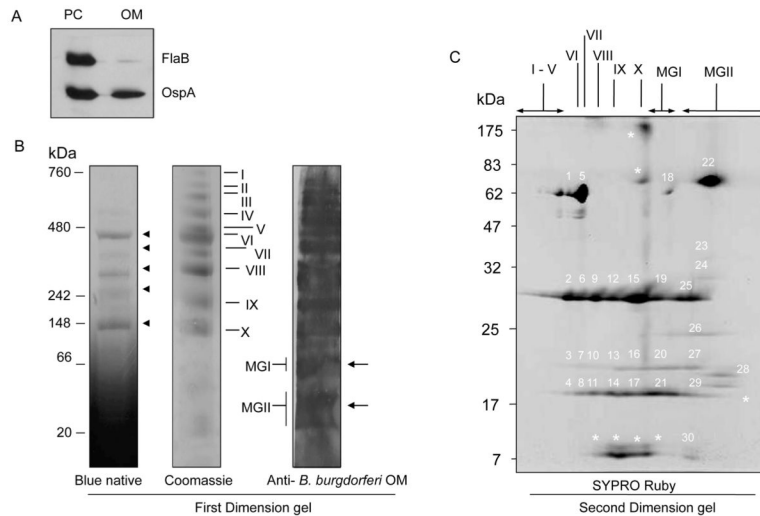 A
PC OM
FlaB
OspA
B
kDa
760
480
242
148
66
20
I
II
III
IV
V
VI
VII
VIII
IX
X
MGI
MGII
Blue native
Coomassie
Anti- B. burgdorferi OM
First Dimension gel
C
VII
VI VIII
I - V IX X MGI MGII
kDa
175
83
62
47
32
25
17
7
*
*
1 5 18 22
23
24
2 6 9 12 15 19 25
26
3 7 10 13 16 20 27
28
4 8 11 14 17 21 29
*
* * * * 30
SYPRO Ruby
Second Dimension gel